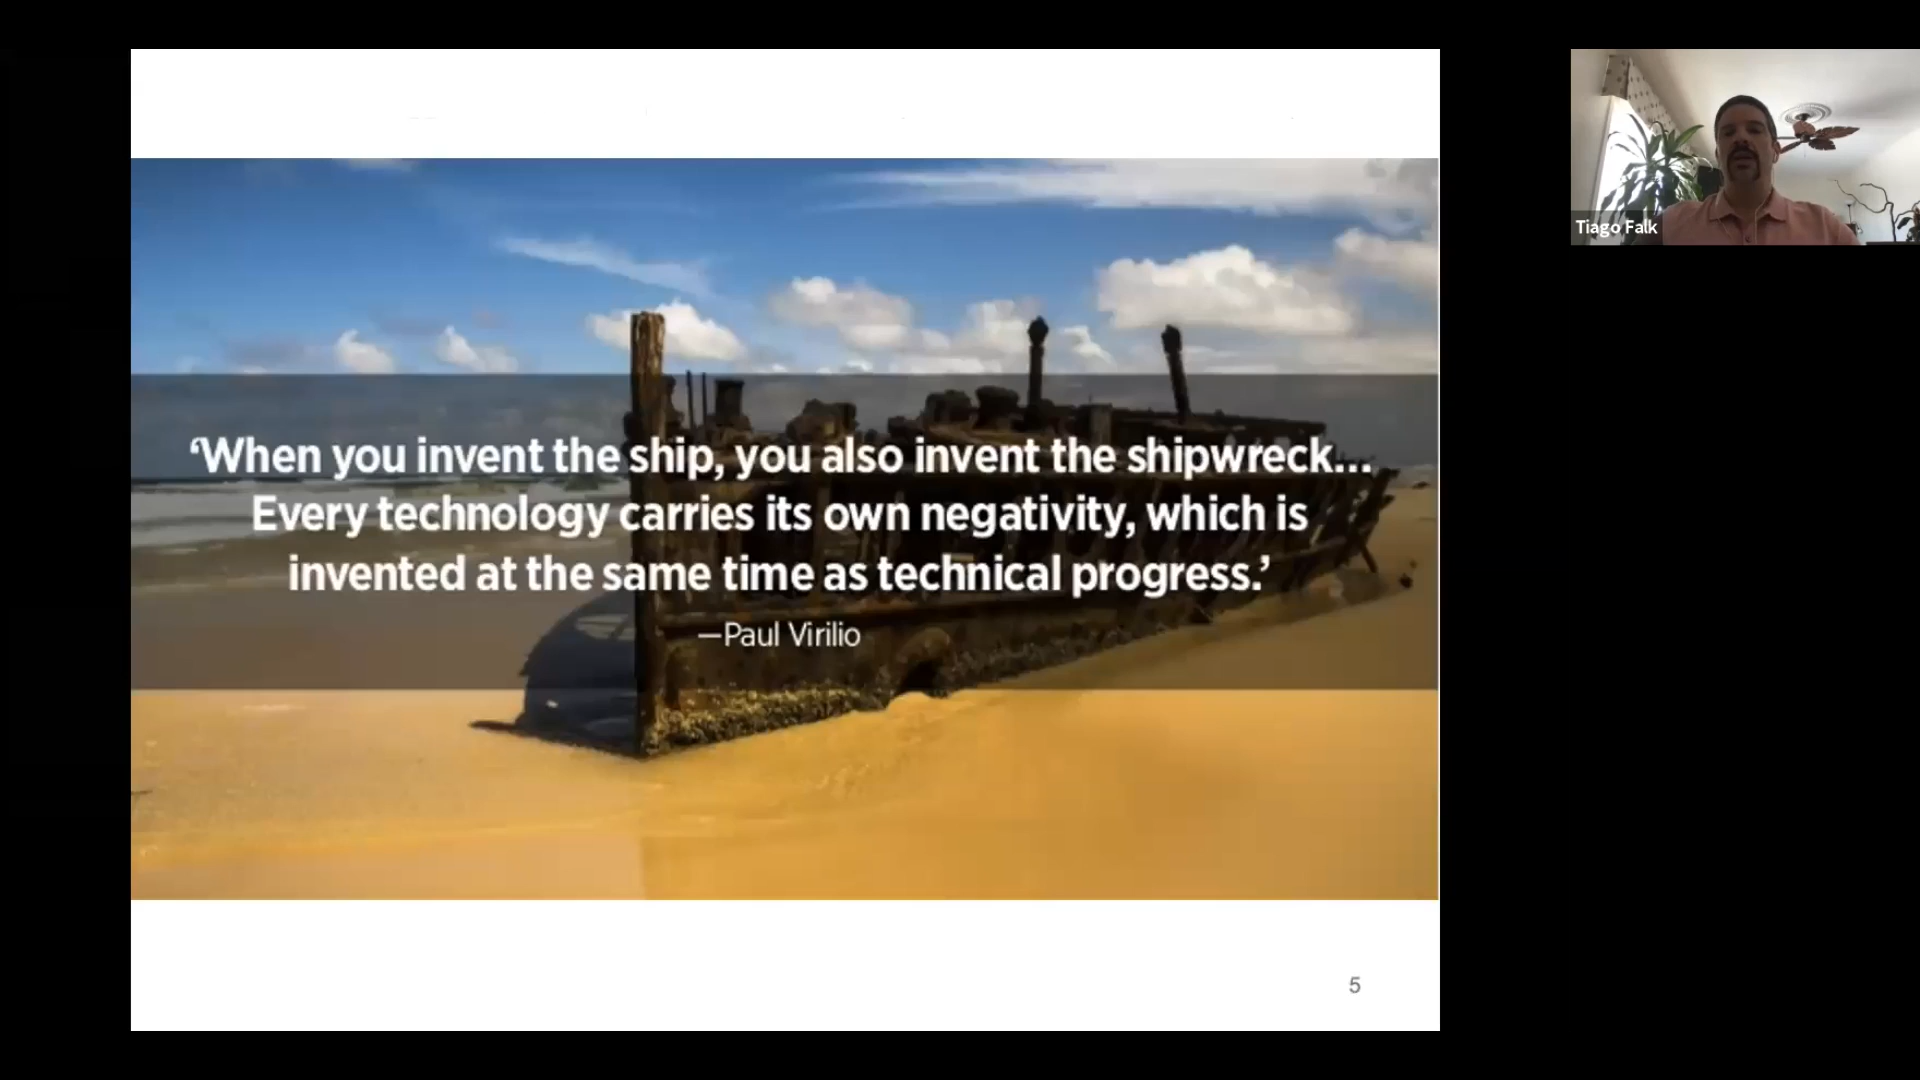 ‘When you invent the ship, you also invent the shipwreck...
Every technology carries its own negativity, which is
invented at the same time as technical progress.’
—Paul Virilio
5
Tiago Falk